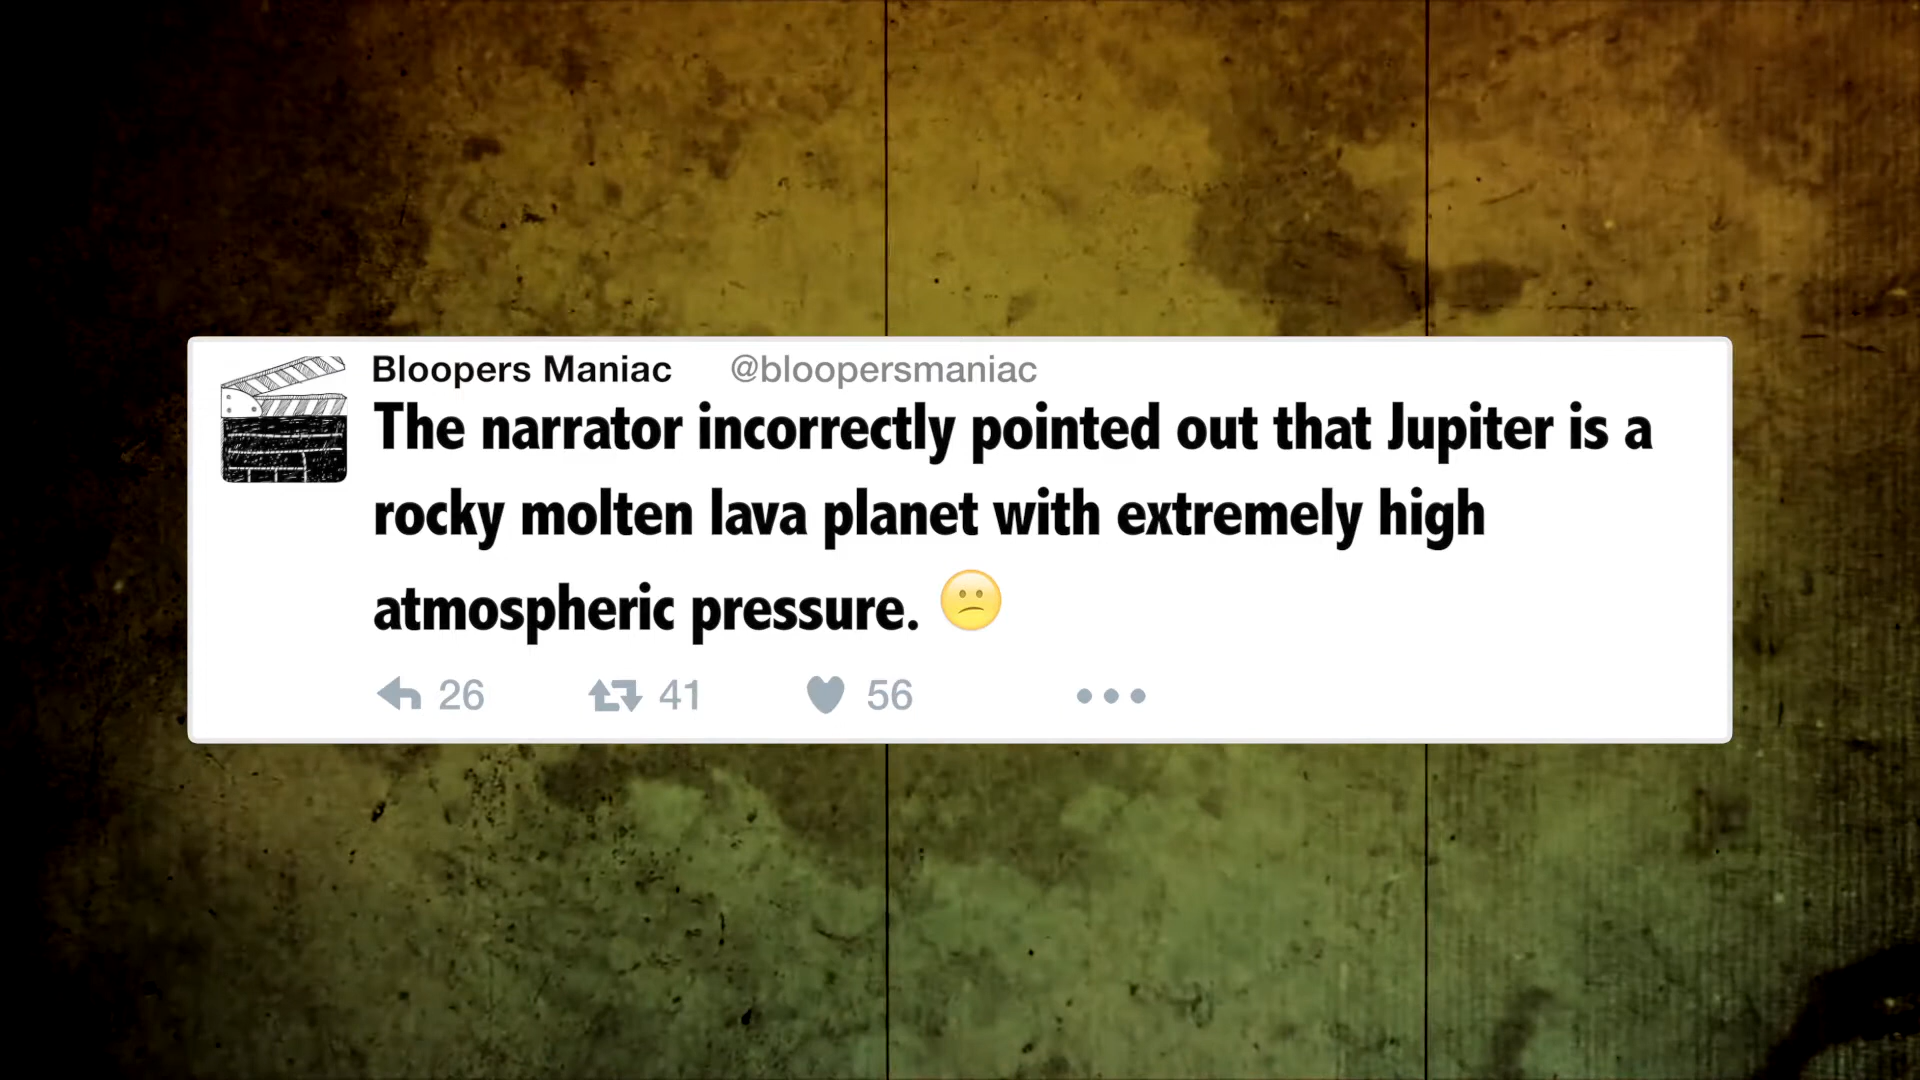 Bloopers Maniac @bloopersmaniac
The narrator incorrectly pointed out that Jupiter is a
rocky molten lava planet with extremely high
atmospheric pressure. 😕
26 41 56